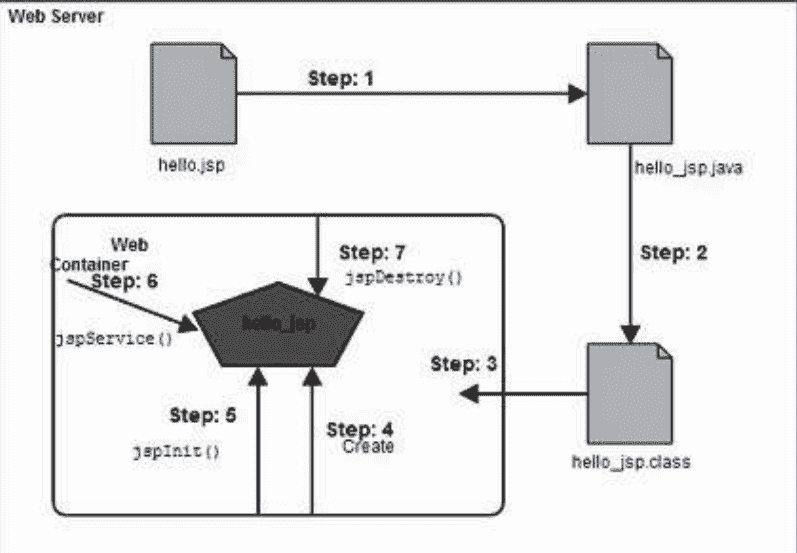 Web Server
Step: 1
hello.jsp
hello_jsp.java
Step: 2
Web
Container
Step: 7
jspDestroy()
Step: 6
hello_jsp
jspService()
Step: 3
Step: 5
jspInit()
Step: 4
Create
hello_jsp.class